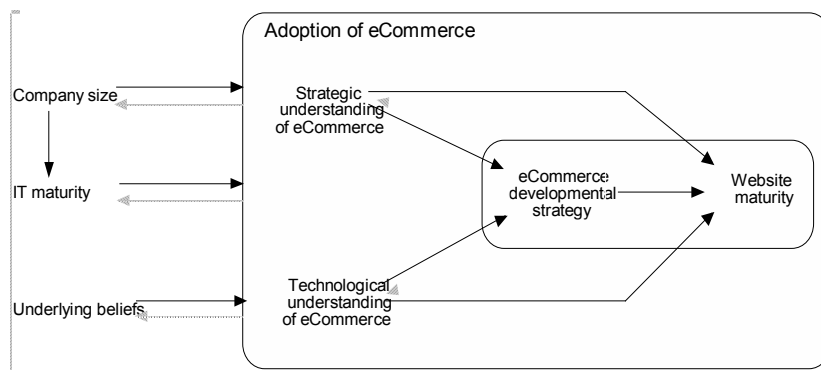 Adoption of eCommerce
Company size
Strategic
understanding
of eCommerce
IT maturity
eCommerce
developmental
strategy
Website
maturity
Underlying beliefs
Technological
understanding
of eCommerce